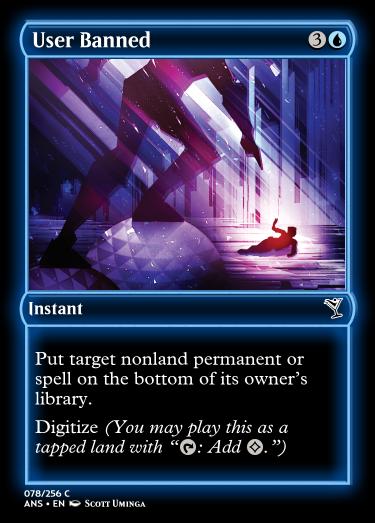 User Banned 3
Instant
Put target nonland permanent or
spell on the bottom of its owner's
library.
Digitize (You may play this as a
tapped land with “: Add .”)
078/256 C
ANS • EN Scott Uminga